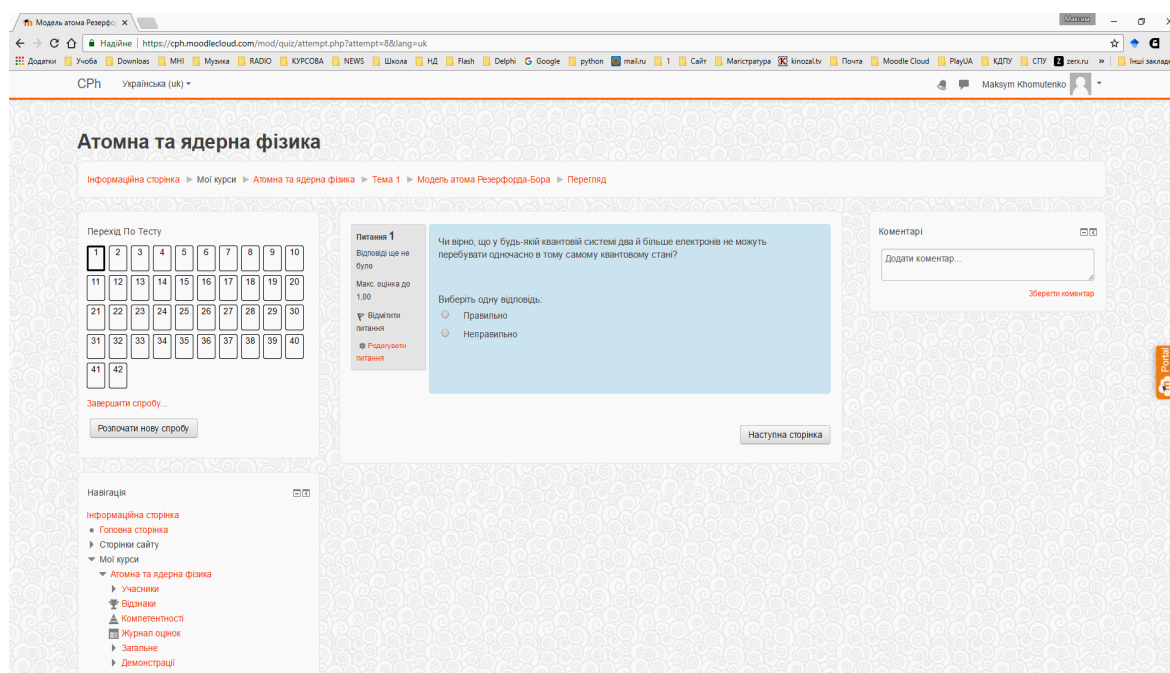 Модель атома Резерфо
Максим
Надійне | https://cph.moodlecloud.com/mod/quiz/attempt.php?attempt=8&lang=uk
Додатки Учоба Downloas МНІ Музика RADIO КУРСОВА NEWS Школа НД Flash Delphi Google python mail.ru 1 Сайт Магістратура kinozal.tv Почта Moodle Cloud PlayUA КДПУ СПУ zerx.ru » Інші закладк
CPh Українська (uk) Maksym Khomutenko
Атомна та ядерна фізика
Інформаційна сторінка ► Мої курси ► Атомна та ядерна фізика ► Тема 1 ► Модель атома Резерфорда-Бора ► Перегляд
Перехід По Тесту
1 2 3 4 5 6 7 8 9 10
11 12 13 14 15 16 17 18 19 20
21 22 23 24 25 26 27 28 29 30
31 32 33 34 35 36 37 38 39 40
41 42
Завершити спробу...
Розпочати нову спробу
Питання 1
Відповіді ще не
було
Макс. оцінка до
1,00
Відмітити
питання
Редагувати
питання
Чи вірно, що у будь-якій квантовій системі два й більше електронів не можуть
перебувати одночасно в тому самому квантовому стані?
Виберіть одну відповідь:
Правильно
Неправильно
Наступна сторінка
Коментарі
Додати коментар...
Зберегти коментар
Portal
Навігація
Інформаційна сторінка
Головна сторінка
Сторінки сайту
Мої курси
Атомна та ядерна фізика
Учасники
Відзнаки
Компетентності
Журнал оцінок
Загальне
Демонстрації